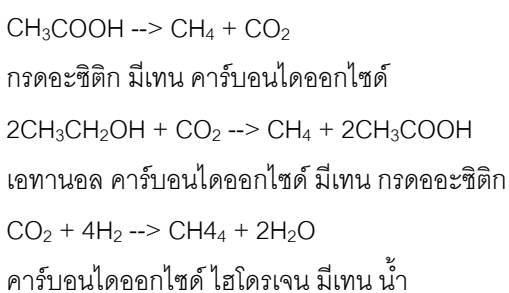 CH₃COOH --> CH₄ + CO₂
กรดอะซิติก มีเทน คาร์บอนไดออกไซด์
2CH₃CH₂OH + CO₂ --> CH₄ + 2CH₃COOH
เอทานอล คาร์บอนไดออกไซด์ มีเทน กรดออะซิติก
CO₂ + 4H₂ --> CH4₄ + 2H₂O
คาร์บอนไดออกไซด์ ไฮโดรเจน มีเทน น้ำ